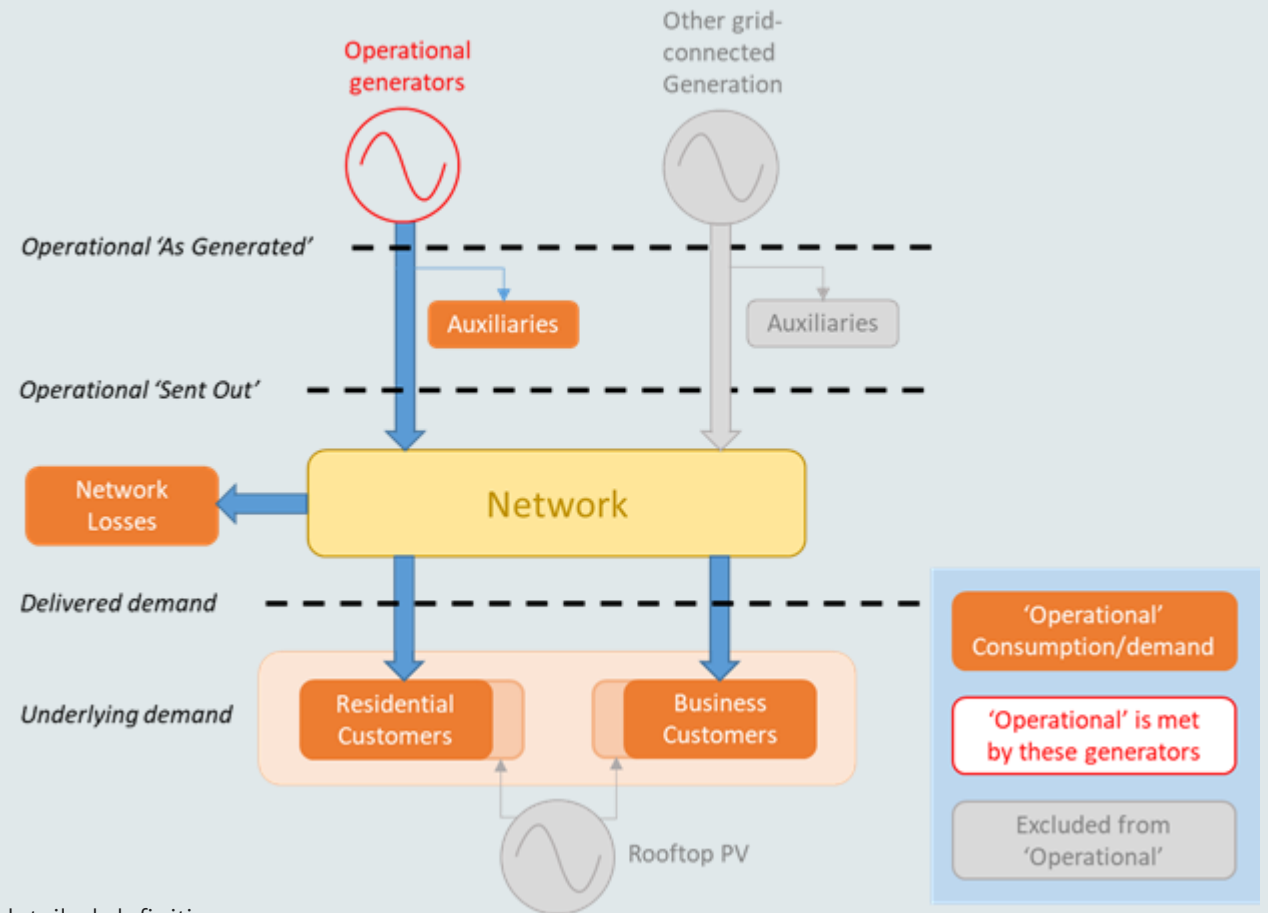 Other grid-
connected
Generation
Operational
generators
Operational ‘As Generated’
Auxiliaries
Auxiliaries
Operational ‘Sent Out’
Network
Losses
Network
Delivered demand
‘Operational’
Consumption/demand
Underlying demand
Residential
Customers
Business
Customers
‘Operational’ is met
by these generators
Rooftop PV
Excluded from
‘Operational’